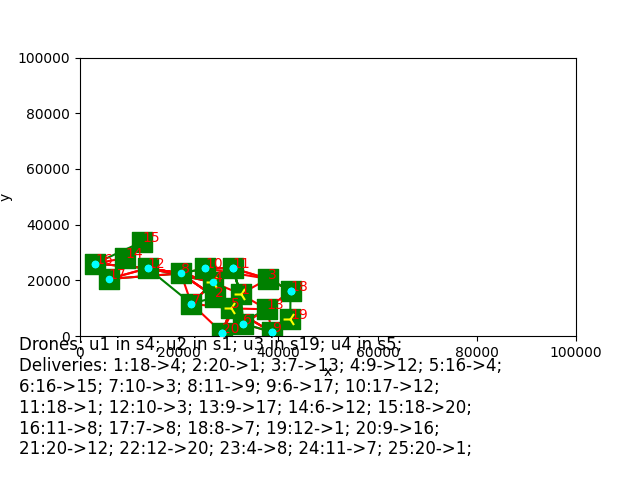 100000
80000
60000
40000
20000
0
y
0 20000 40000 60000 80000 100000
x
Drones: u1 in s4; u2 in s1; u3 in s19; u4 in s5;
Deliveries: 1:18->4; 2:20->1; 3:7->13; 4:9->12; 5:16->4;
6:16->15; 7:10->3; 8:11->9; 9:6->17; 10:17->12;
11:18->1; 12:10->3; 13:9->17; 14:6->12; 15:18->20;
16:11->8; 17:7->8; 18:8->7; 19:12->1; 20:9->16;
21:20->12; 22:12->20; 23:4->8; 24:11->7; 25:20->1;